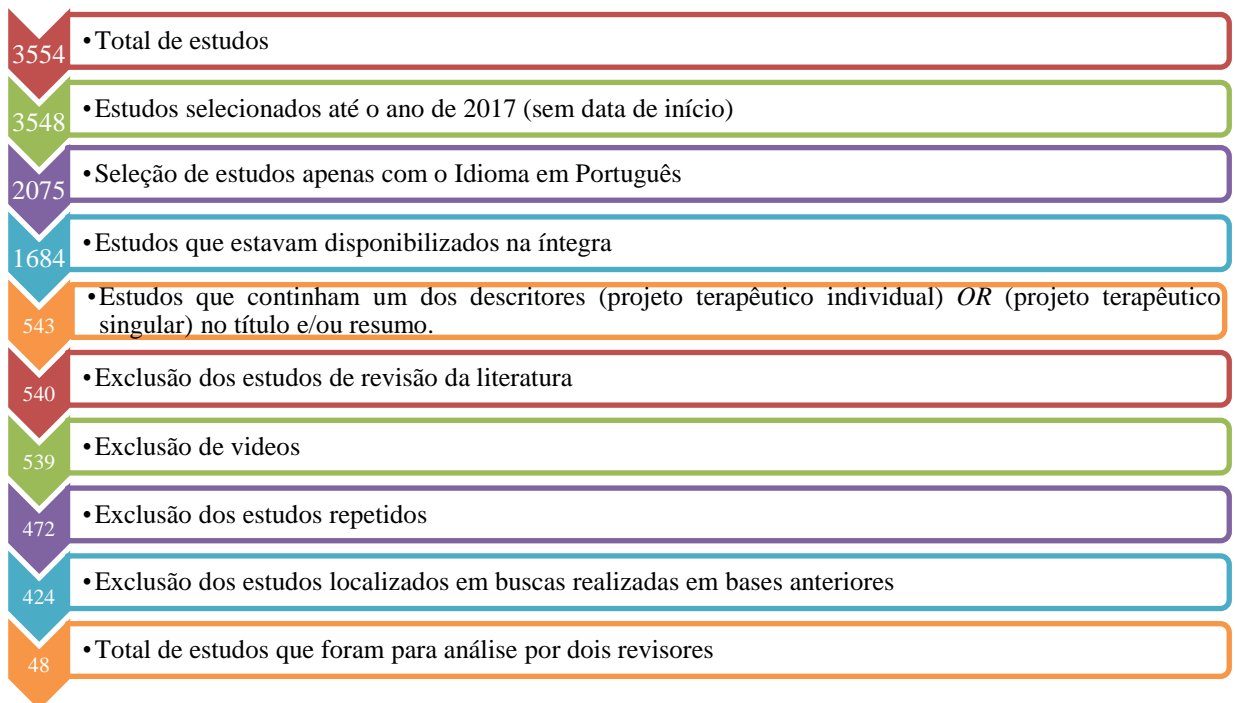 3554
•Total de estudos
3548
•Estudos selecionados até o ano de 2017 (sem data de início)
2075
•Seleção de estudos apenas com o Idioma em Português
1684
•Estudos que estavam disponibilizados na íntegra
543
•Estudos que continham um dos descritores (projeto terapêutico individual) OR (projeto terapêutico
singular) no título e/ou resumo.
540
•Exclusão dos estudos de revisão da literatura
539
•Exclusão de videos
472
•Exclusão dos estudos repetidos
424
•Exclusão dos estudos localizados em buscas realizadas em bases anteriores
48
•Total de estudos que foram para análise por dois revisores